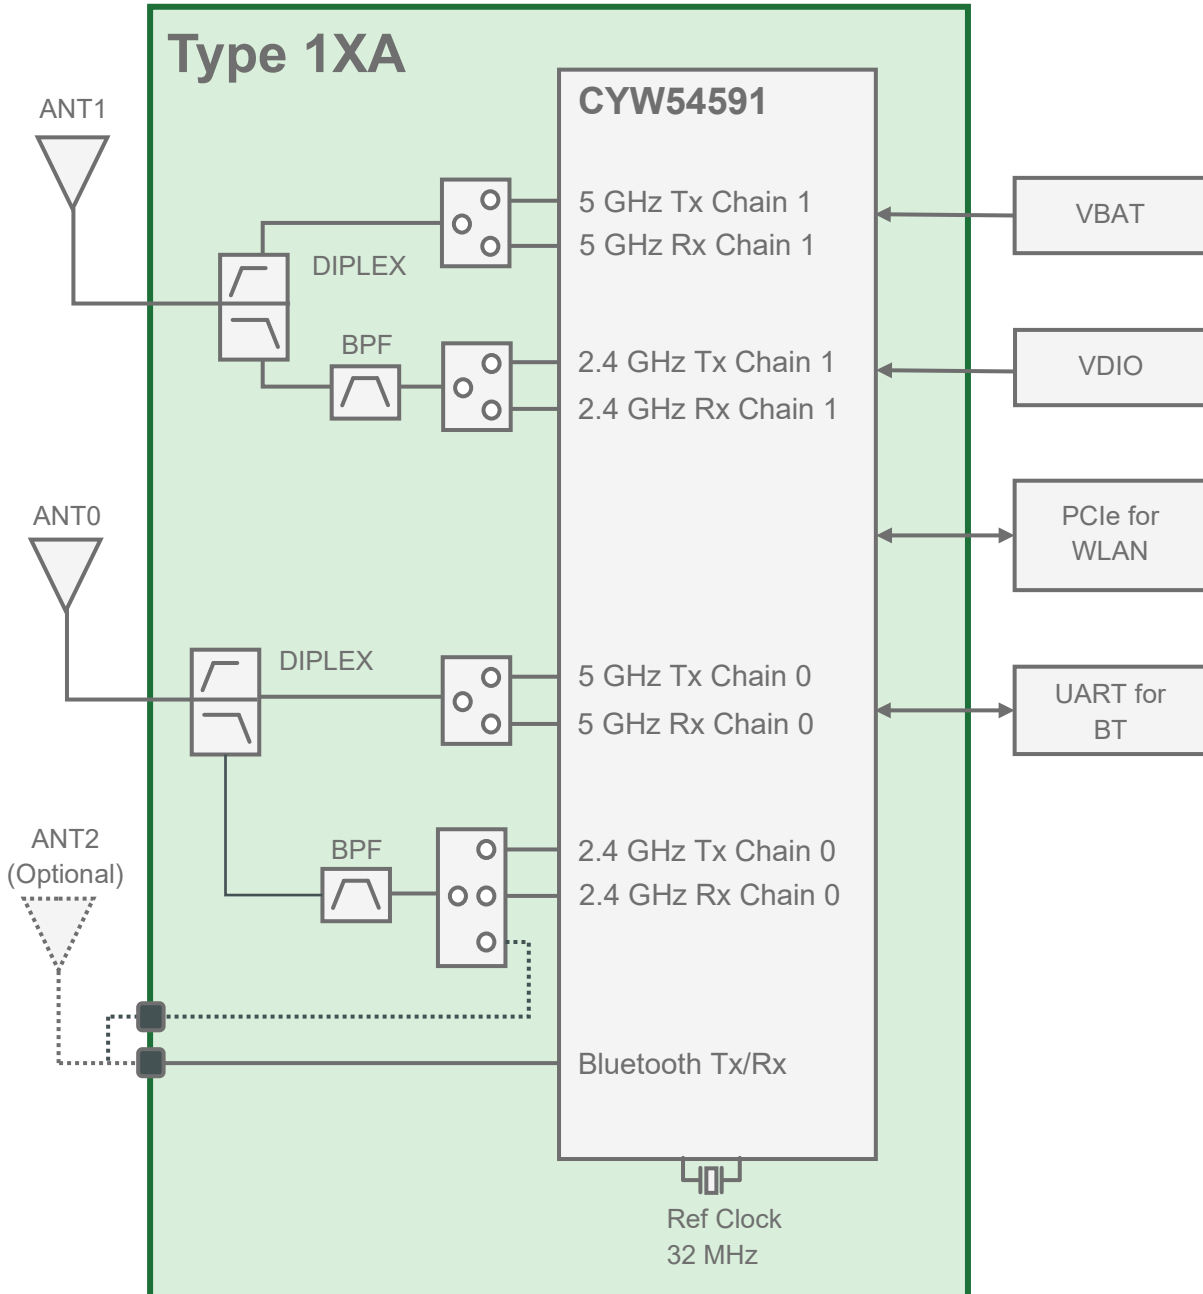 Type 1XA
ANT1
CYW54591
5 GHz Tx Chain 1
5 GHz Rx Chain 1
VBAT
DIPLEX
BPF
2.4 GHz Tx Chain 1
2.4 GHz Rx Chain 1
VDIO
ANT0
PCIe for
WLAN
DIPLEX
5 GHz Tx Chain 0
5 GHz Rx Chain 0
UART for
BT
ANT2
(Optional)
BPF
2.4 GHz Tx Chain 0
2.4 GHz Rx Chain 0
Bluetooth Tx/Rx
Ref Clock
32 MHz